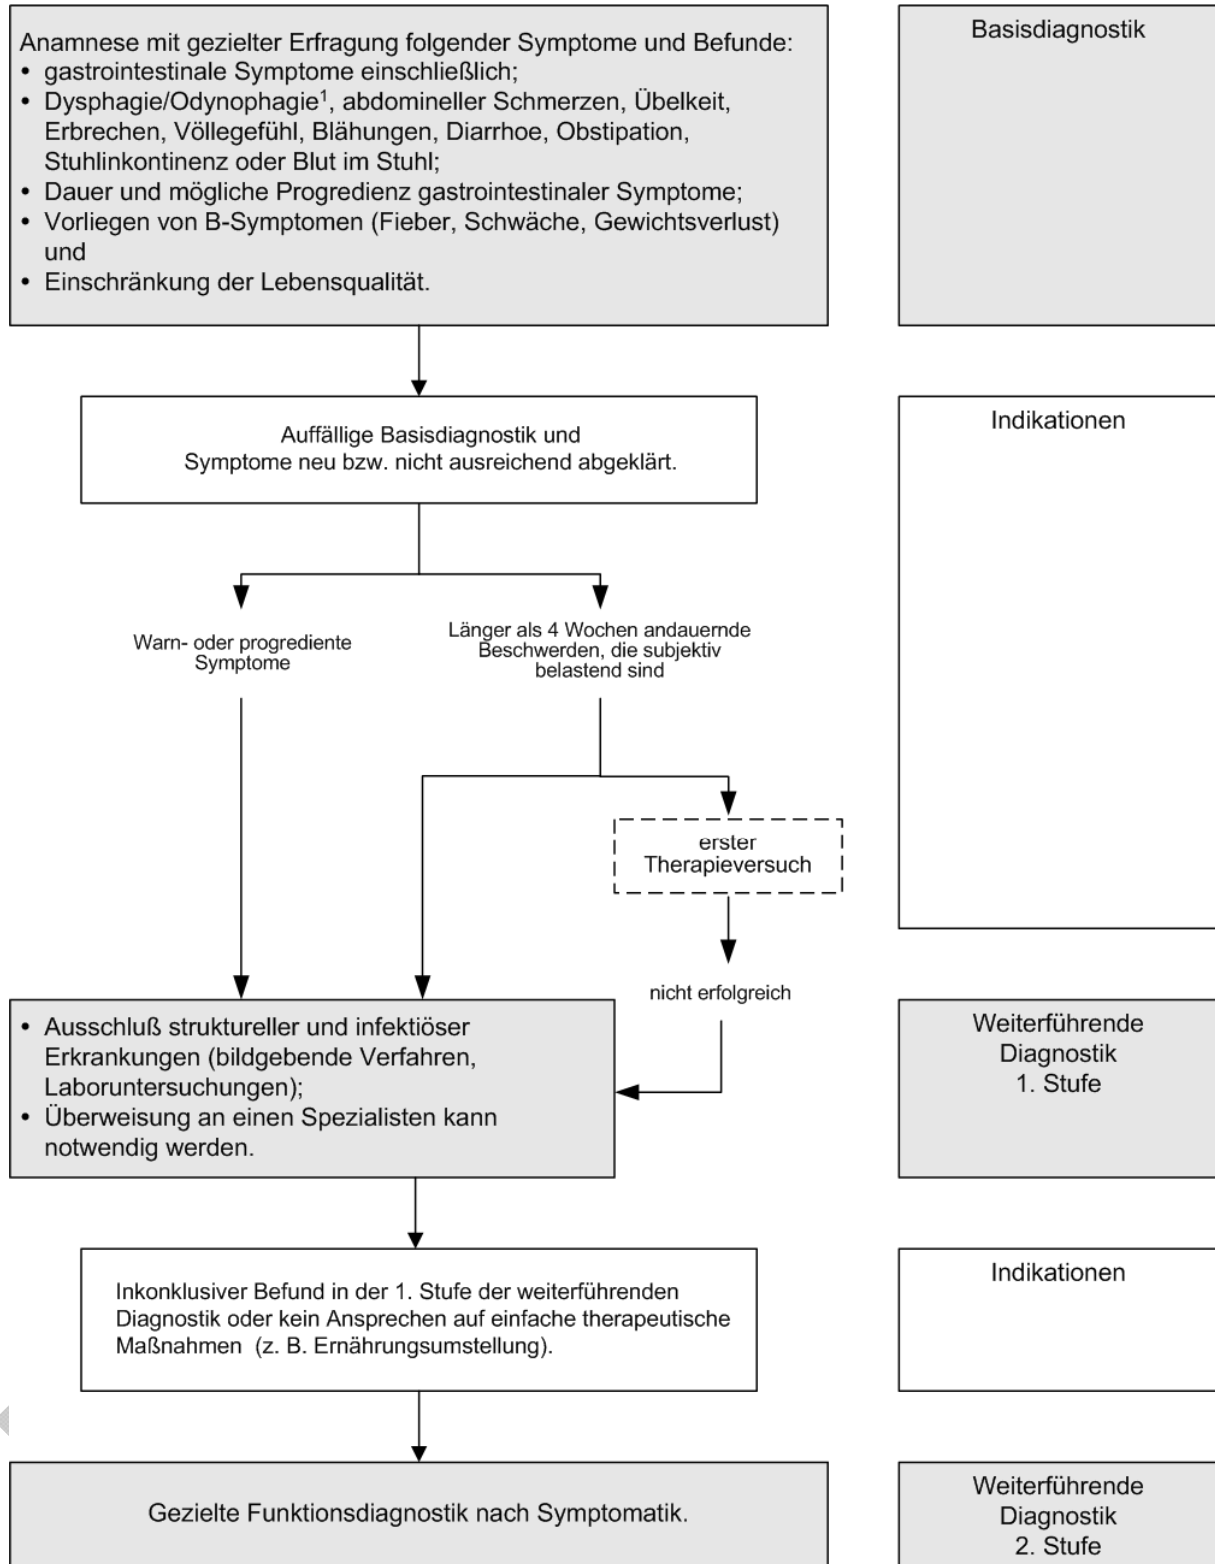 Anamnese mit gezielter Erfragung folgender Symptome und Befunde:
• gastrointestinale Symptome einschließlich;
• Dysphagie/Odynophagie¹, abdomineller Schmerzen, Übelkeit,
Erbrechen, Völlegefühl, Blähungen, Diarrhoe, Obstipation,
Stuhlinkontinenz oder Blut im Stuhl;
• Dauer und mögliche Progredienz gastrointestinaler Symptome;
• Vorliegen von B-Symptomen (Fieber, Schwäche, Gewichtsverlust)
und
• Einschränkung der Lebensqualität.
Basisdiagnostik
Auffällige Basisdiagnostik und
Symptome neu bzw. nicht ausreichend abgeklärt.
Indikationen
Warn- oder progrediente
Symptome
Länger als 4 Wochen andauernde
Beschwerden, die subjektiv
belastend sind
erster
Therapieversuch
nicht erfolgreich
• Ausschluß struktureller und infektiöser
Erkrankungen (bildgebende Verfahren,
Laboruntersuchungen);
• Überweisung an einen Spezialisten kann
notwendig werden.
Weiterführende
Diagnostik
1. Stufe
Inkonklusiver Befund in der 1. Stufe der weiterführenden
Diagnostik oder kein Ansprechen auf einfache therapeutische
Maßnahmen (z. B. Ernährungsumstellung).
Indikationen
Gezielte Funktionsdiagnostik nach Symptomatik.
Weiterführende
Diagnostik
2. Stufe